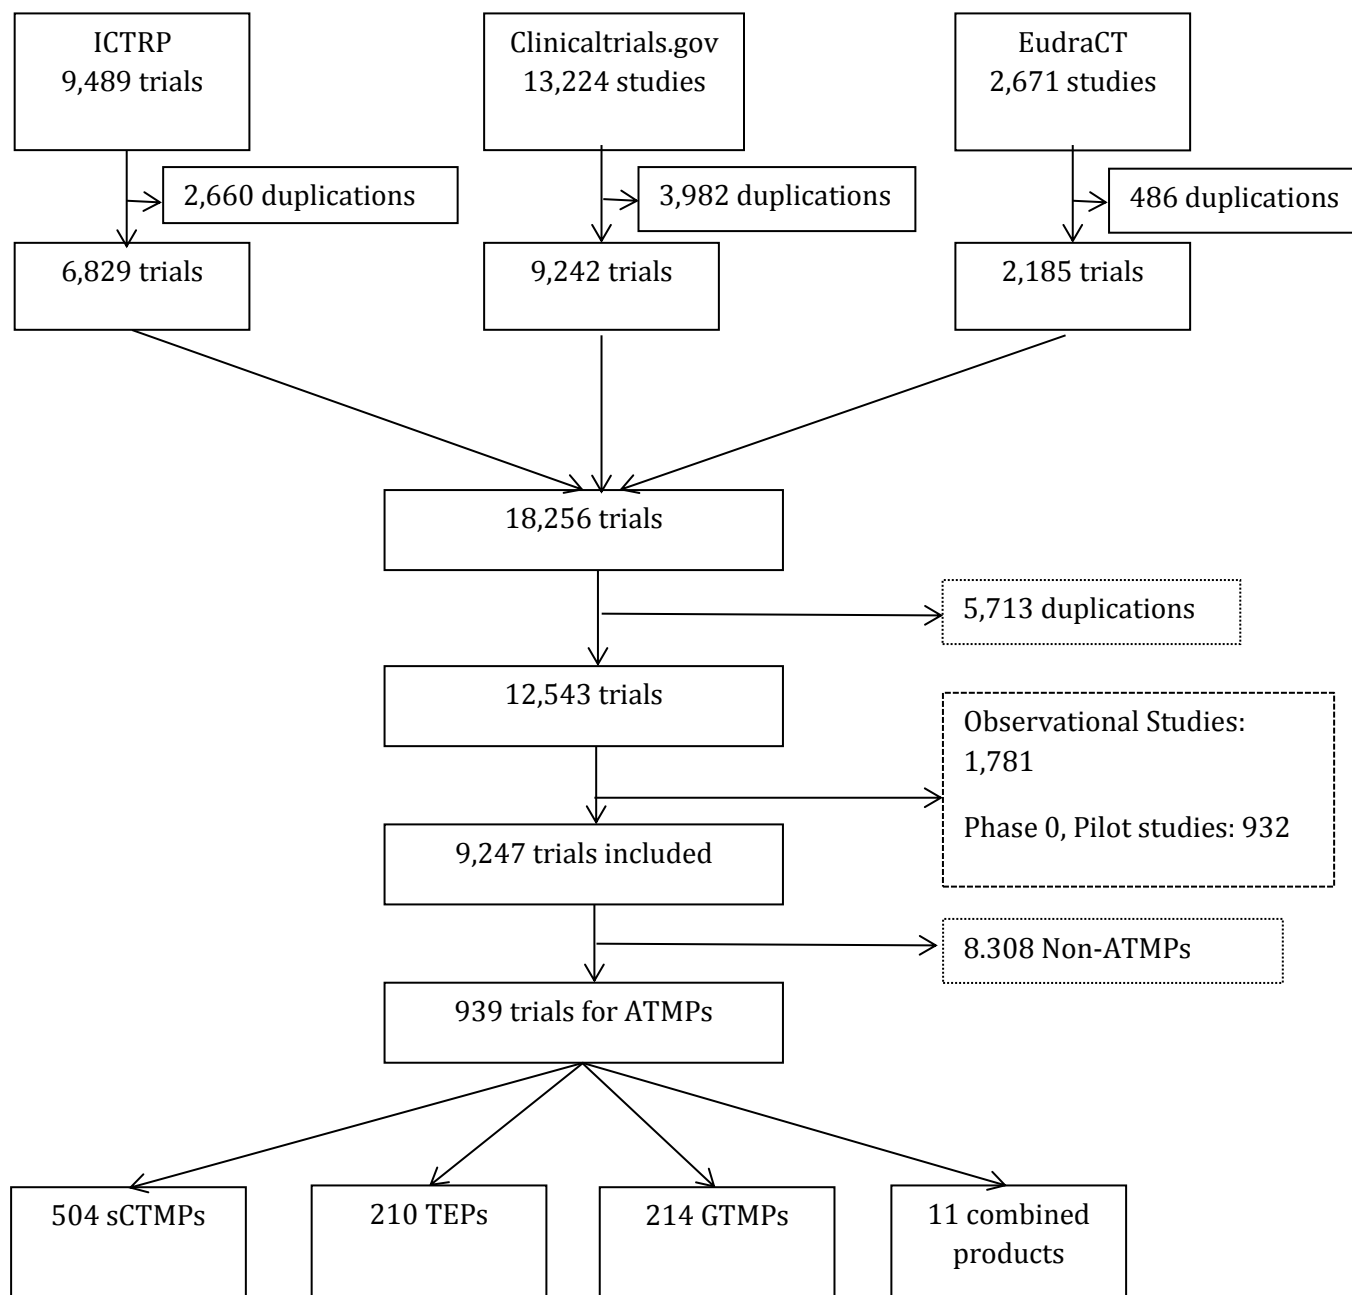 ICTRP
9,489 trials
Clinicaltrials.gov
13,224 studies
EudraCT
2,671 studies
2,660 duplications
3,982 duplications
486 duplications
6,829 trials
9,242 trials
2,185 trials
18,256 trials
5,713 duplications
12,543 trials
Observational Studies:
1,781
Phase 0, Pilot studies: 932
9,247 trials included
8.308 Non-ATMPs
939 trials for ATMPs
504 sCTMPs
210 TEPs
214 GTMPs
11 combined
products